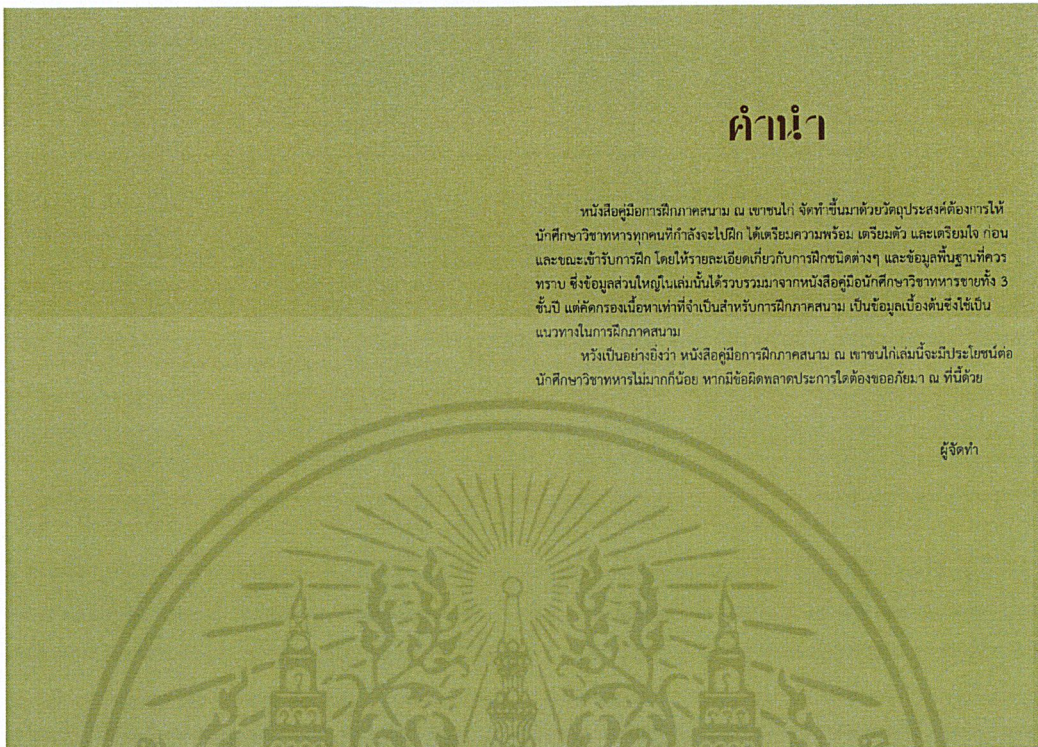 คำนำ
หนังสือคู่มือการฝึกภาคสนาม ณ เขาชนไก่ จัดทำขึ้นมาด้วยวัตถุประสงค์ต้องการให้
นักศึกษาวิชาทหารทุกคนที่กำลังจะไปฝึก ได้เตรียมความพร้อม เตรียมตัว และเตรียมใจ ก่อน
และขณะเข้ารับการฝึก โดยให้รายละเอียดเกี่ยวกับการฝึกชนิดต่างๆ และข้อมูลพื้นฐานที่ควร
ทราบ ซึ่งข้อมูลส่วนใหญ่ในเล่มนั้นได้รวบรวมมาจากหนังสือคู่มือนักศึกษาวิชาทหารชายทั้ง 3
ชั้นปี แต่คัดกรองเนื้อหาเท่าที่จำเป็นสำหรับการฝึกภาคสนาม เป็นข้อมูลเบื้องต้นซึ่งใช้เป็น
แนวทางในการฝึกภาคสนาม
หวังเป็นอย่างยิ่งว่า หนังสือคู่มือการฝึกภาคสนาม ณ เขาชนไก่เล่มนี้จะมีประโยชน์ต่อ
นักศึกษาวิชาทหารไม่มากก็น้อย หากมีข้อผิดพลาดประการใดต้องขออภัยมา ณ ที่นี้ด้วย
ผู้จัดทำ